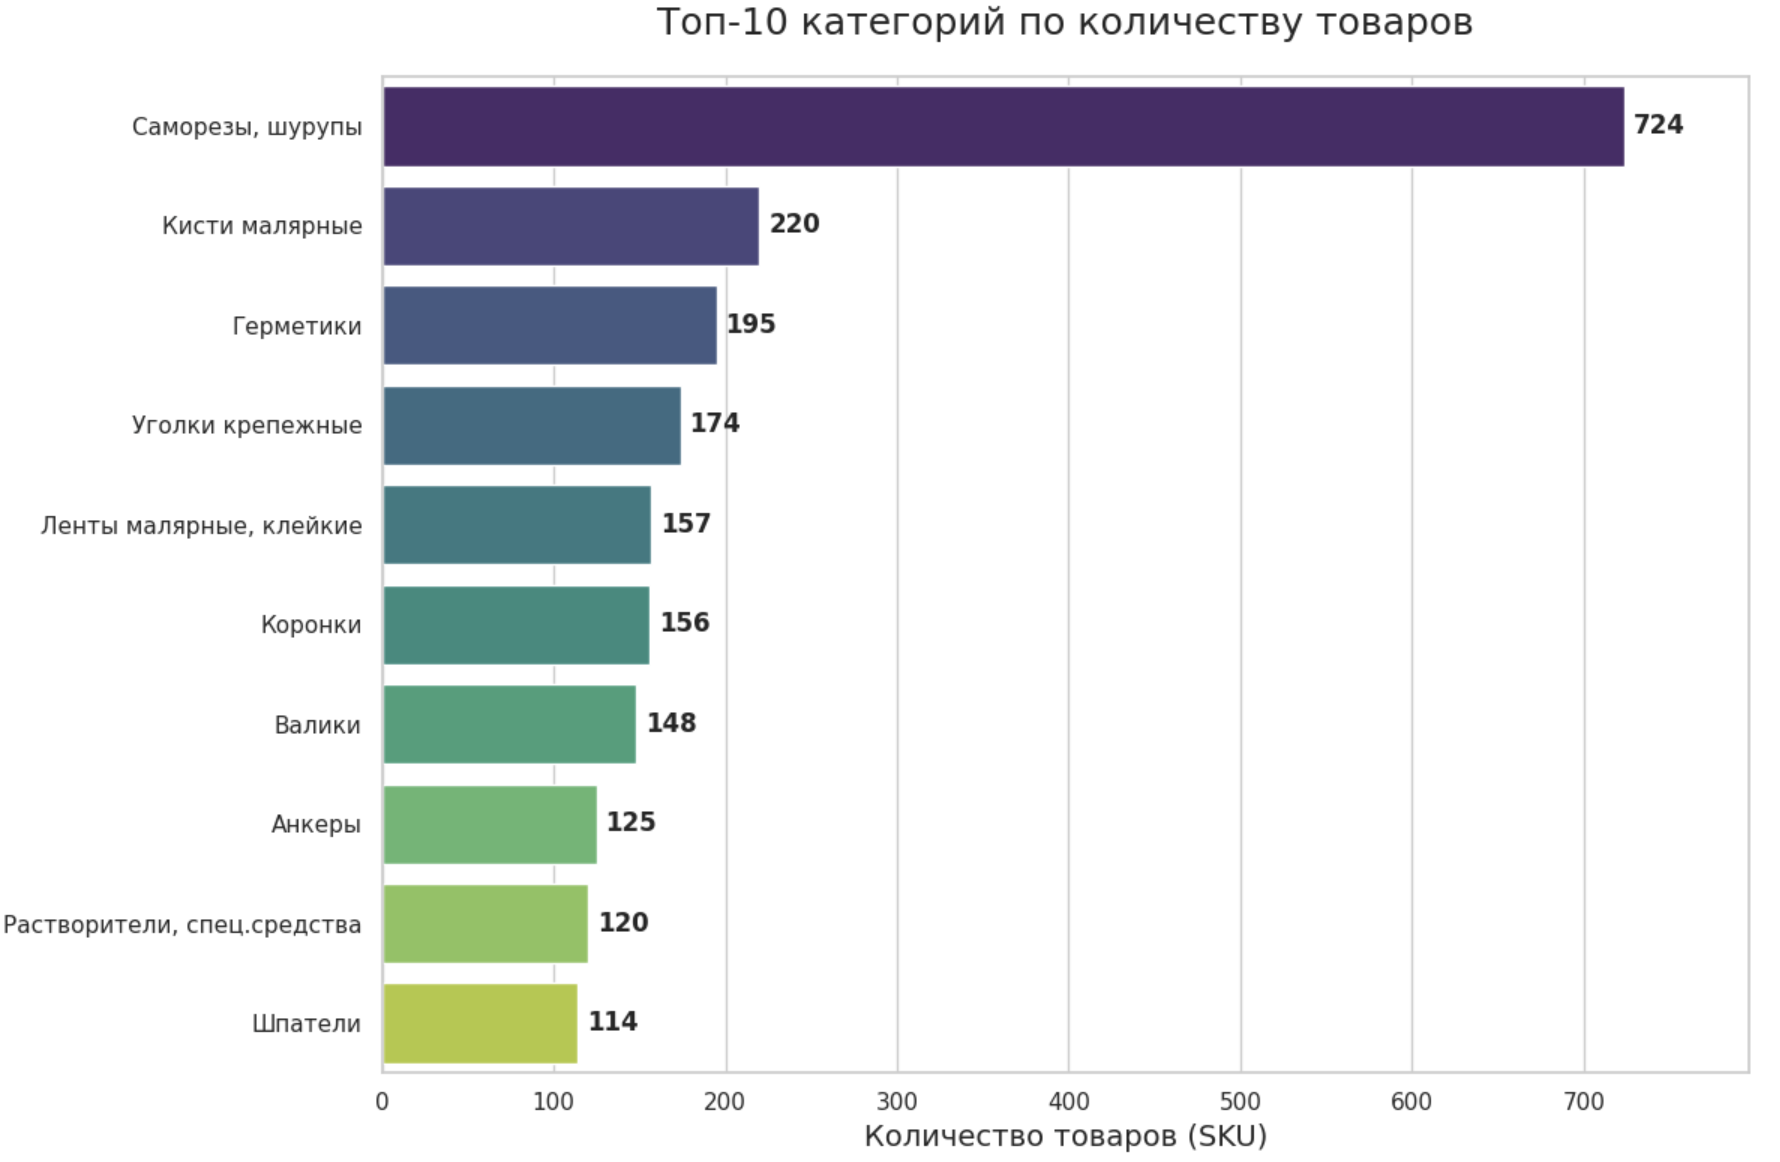 Топ-10 категорий по количеству товаров
Саморезы, шурупы 724
Кисти малярные 220
Герметики 195
Уголки крепежные 174
Ленты малярные, клейкие 157
Коронки 156
Валики 148
Анкеры 125
Растворители, спец.средства 120
Шпатели 114
0 100 200 300 400 500 600 700
Количество товаров (SKU)